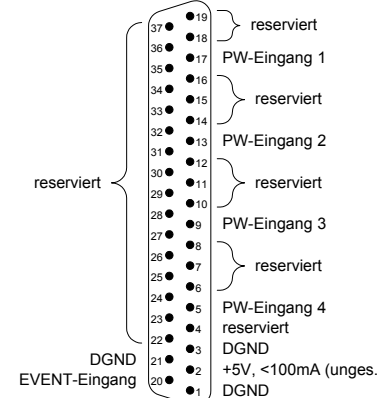 37
19
reserviert
36
18
35
17 PW-Eingang 1
34
16
33
15 reserviert
32
14
31
13 PW-Eingang 2
30
12
reserviert
29
11 reserviert
28
10
27
9 PW-Eingang 3
26
8
25
7 reserviert
24
6
23
5 PW-Eingang 4
22
4 reserviert
DGND 21
3 DGND
EVENT-Eingang 20
2 +5V, <100mA (unges.
1 DGND